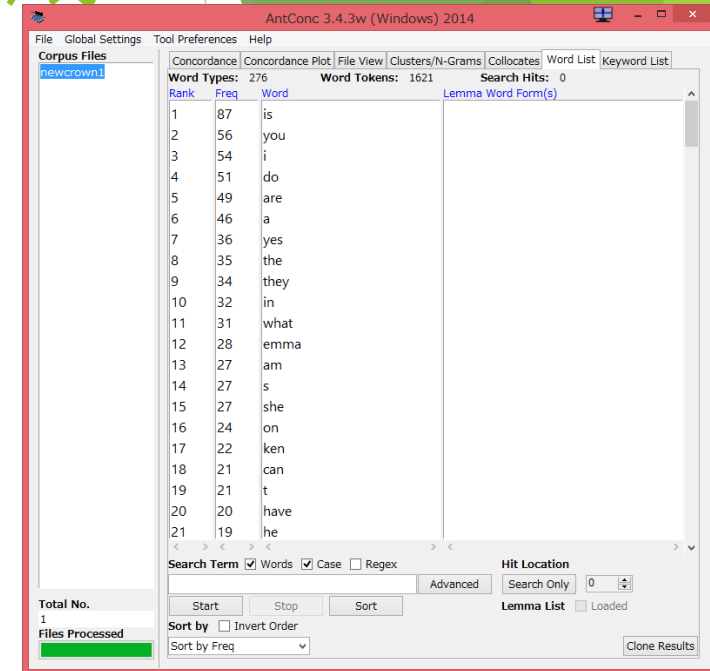 AntConc 3.4.3w (Windows) 2014
File Global Settings Tool Preferences Help
Corpus Files
newcrown1
Concordance Concordance Plot File View Clusters/N-Grams Collocates Word List Keyword List
Word Types: 276 Word Tokens: 1621 Search Hits: 0
Rank Freq Word Lemma Word Form(s)
1 87 is
2 56 you
3 54 i
4 51 do
5 49 are
6 46 a
7 36 yes
8 35 the
9 34 they
10 32 in
11 31 what
12 28 emma
13 27 am
14 27 s
15 27 she
16 24 on
17 22 ken
18 21 can
19 21 t
20 20 have
21 19 he
Search Term Words Case Regex Hit Location
Advanced Search Only 0
Total No.
1
Files Processed
Start Stop Sort Lemma List Loaded
Sort by Invert Order
Sort by Freq Clone Results